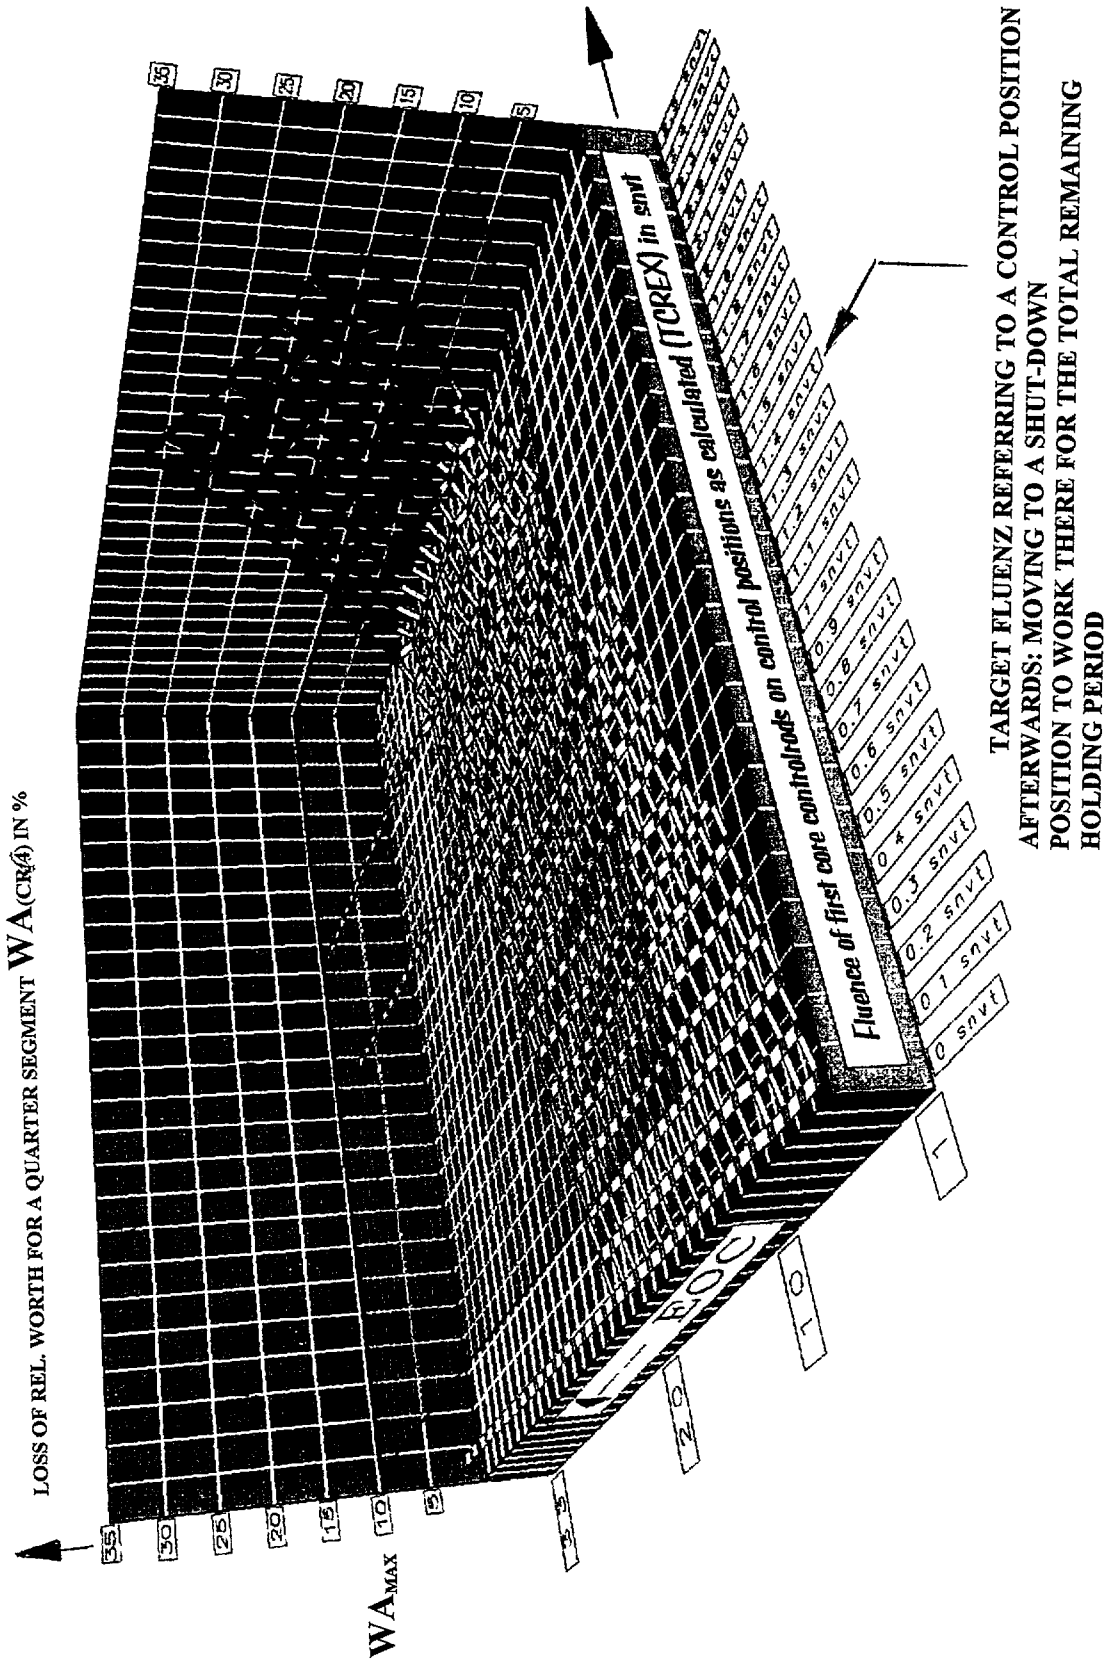 LOSS OF REL. WORTH FOR A QUARTER SEGMENT WA(CR/4) IN %
35
30
25
20
15
10
5
WA MAX
35
30
25
20
15
10
5
EOC
35
20
10
1
Fluence of first core controlrods on control positions as calculated (TCREX) in snvt
0 snvt
0 1 snvt
0.2 snvt
0.3 snvt
0 4 snvt
0.5 snvt
0.6 snvt
0.7 snvt
0.8 snvt
0.9 snvt
1 snvt
1.1 snvt
1.2 snvt
1.3 snvt
1.4 snvt
1.5 snvt
1.6 snvt
1.7 snvt
TARGET FLUENZ REFERRING TO A CONTROL POSITION
AFTERWARDS: MOVING TO A SHUT-DOWN
POSITION TO WORK THERE FOR THE TOTAL REMAINING
HOLDING PERIOD